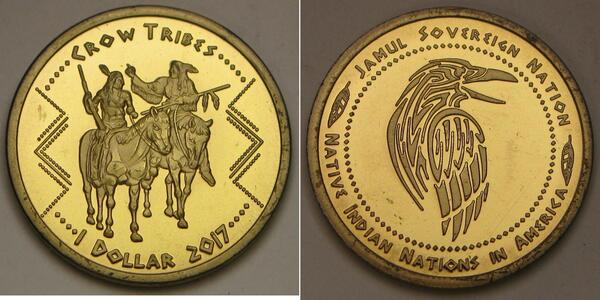 CROW TRIBES
1 DOLLAR 2017
JAMUL SOVEREIGN NATION
NATIVE INDIAN NATIONS IN AMERICA